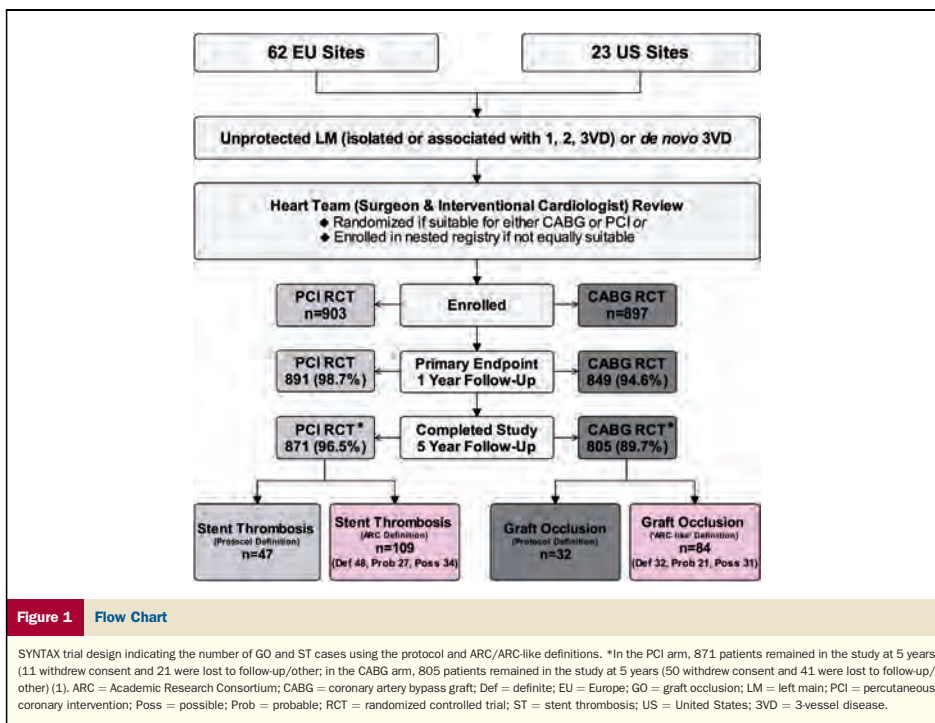 62 EU Sites
23 US Sites
Unprotected LM (isolated or associated with 1, 2, 3VD) or de novo 3VD
Heart Team (Surgeon & Interventional Cardiologist) Review
◆ Randomized if suitable for either CABG or PCI or
◆ Enrolled in nested registry if not equally suitable
PCI RCT
n=903
Enrolled
CABG RCT
n=897
PCI RCT
891 (98.7%)
Primary Endpoint
1 Year Follow-Up
CABG RCT
849 (94.6%)
PCI RCT*
871 (96.5%)
Completed Study
5 Year Follow-Up
CABG RCT*
805 (89.7%)
Stent Thrombosis
(Protocol Definition)
n=47
Stent Thrombosis
(ARC Definition)
n=109
(Def 48, Prob 27, Poss 34)
Graft Occlusion
(Protocol Definition)
n=32
Graft Occlusion
('ARC like' Definition)
n=84
(Def 32, Prob 21, Poss 31)
Figure 1 Flow Chart
SYNTAX trial design indicating the number of GO and ST cases using the protocol and ARC/ARC-like definitions. *In the PCI arm, 871 patients remained in the study at 5 years
(11 withdrew consent and 21 were lost to follow-up/other; in the CABG arm, 805 patients remained in the study at 5 years (50 withdrew consent and 41 were lost to follow-up/
other) (1). ARC = Academic Research Consortium; CABG = coronary artery bypass graft; Def = definite; EU = Europe; GO = graft occlusion; LM = left main; PCI = percutaneous
coronary intervention; Poss = possible; Prob = probable; RCT = randomized controlled trial; ST = stent thrombosis; US = United States; 3VD = 3-vessel disease.